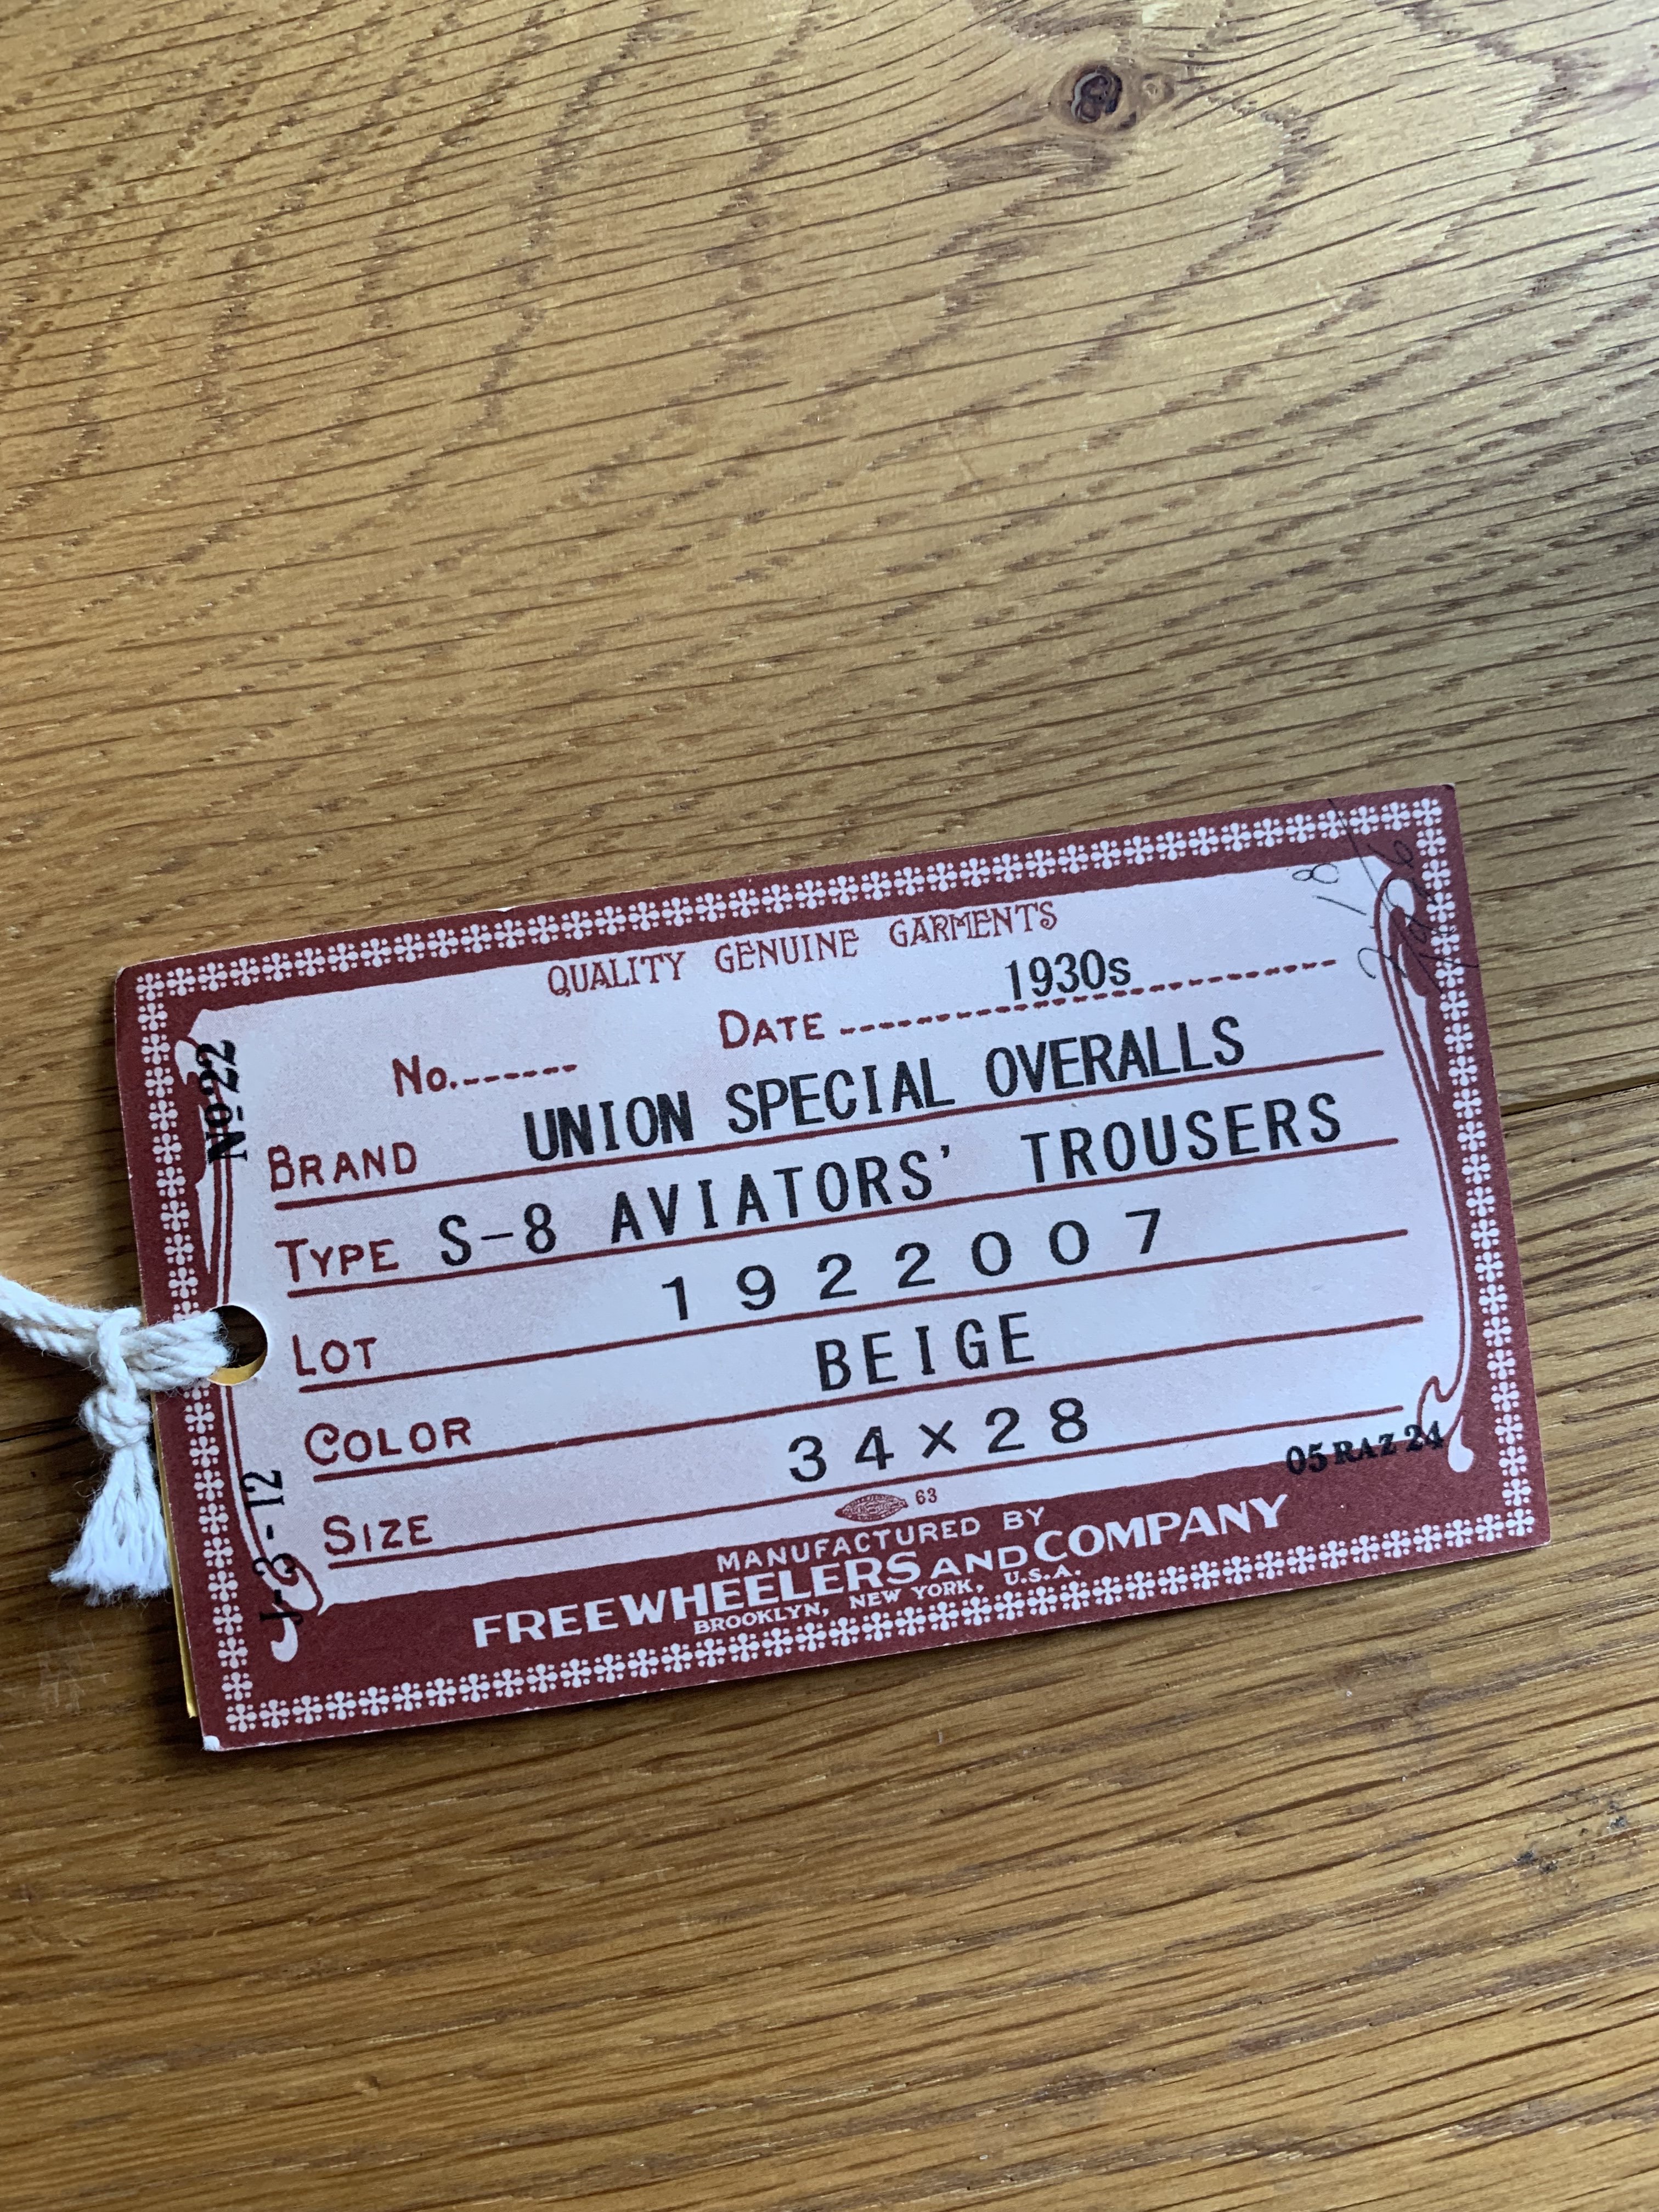 QUALITY GENUINE GARMENTS
No. DATE 1930s
BRAND UNION SPECIAL OVERALLS
TYPE S-8 AVIATORS' TROUSERS
LOT 1922007
COLOR BEIGE
SIZE 34×28
63
MANUFACTURED BY
FREEWHEELERS AND COMPANY
BROOKLYN, NEW YORK, U.S.A.
No 22
J-3-12
05 RAZ 24